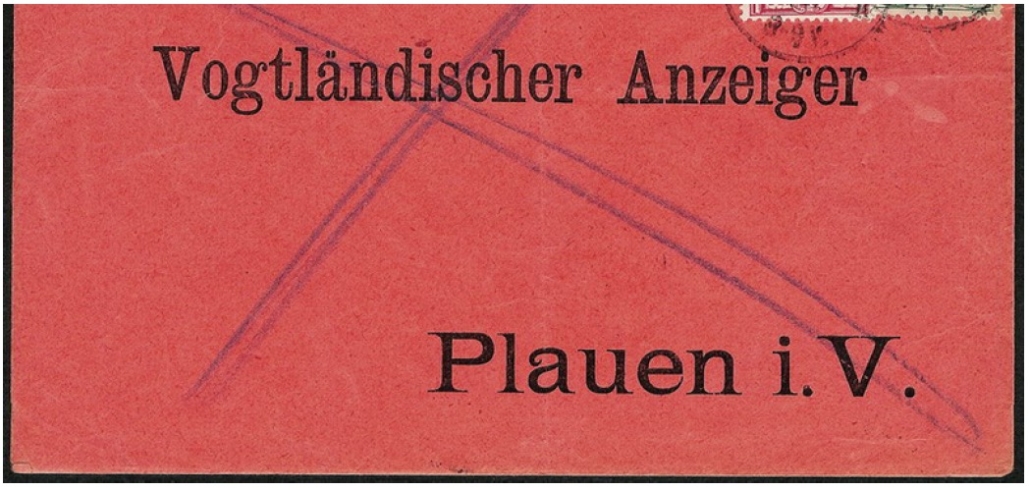 Vogtländischer Anzeiger
Plauen i. V.